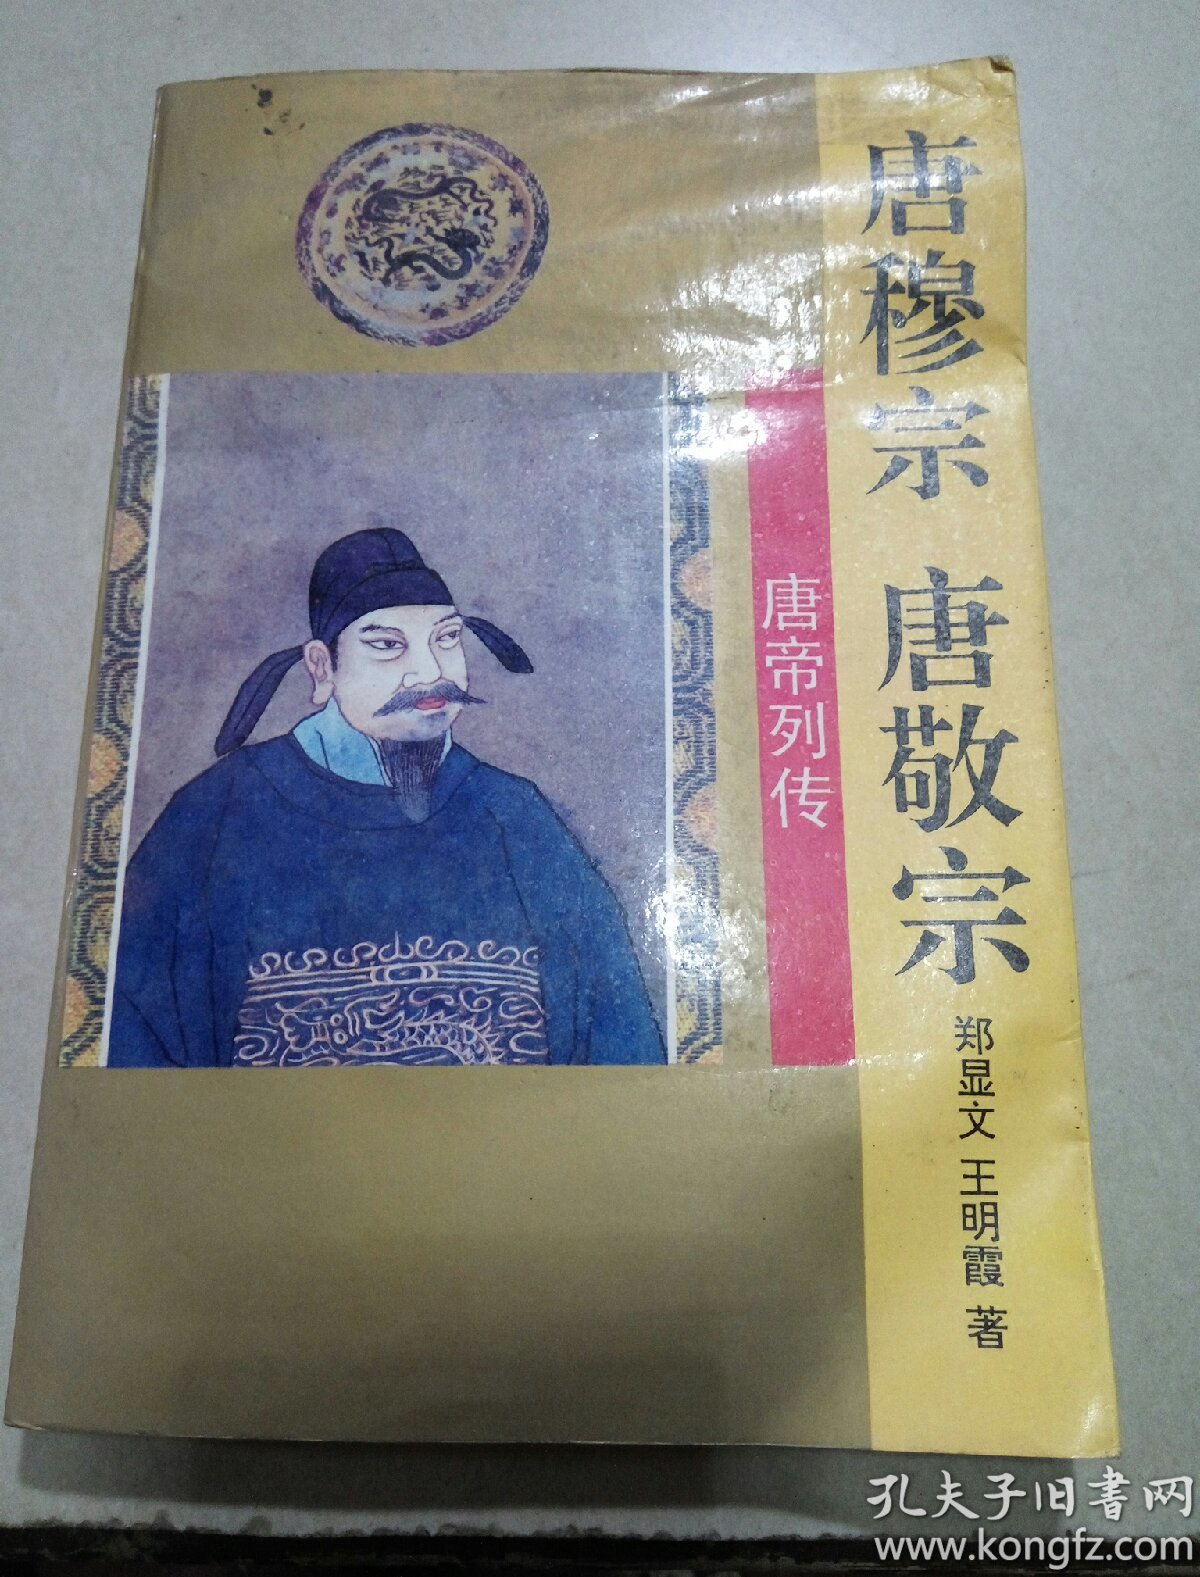 唐穆宗 唐敬宗
郑显文 王明霞 著
唐帝列传
孔夫子旧书网
www.kongfz.com